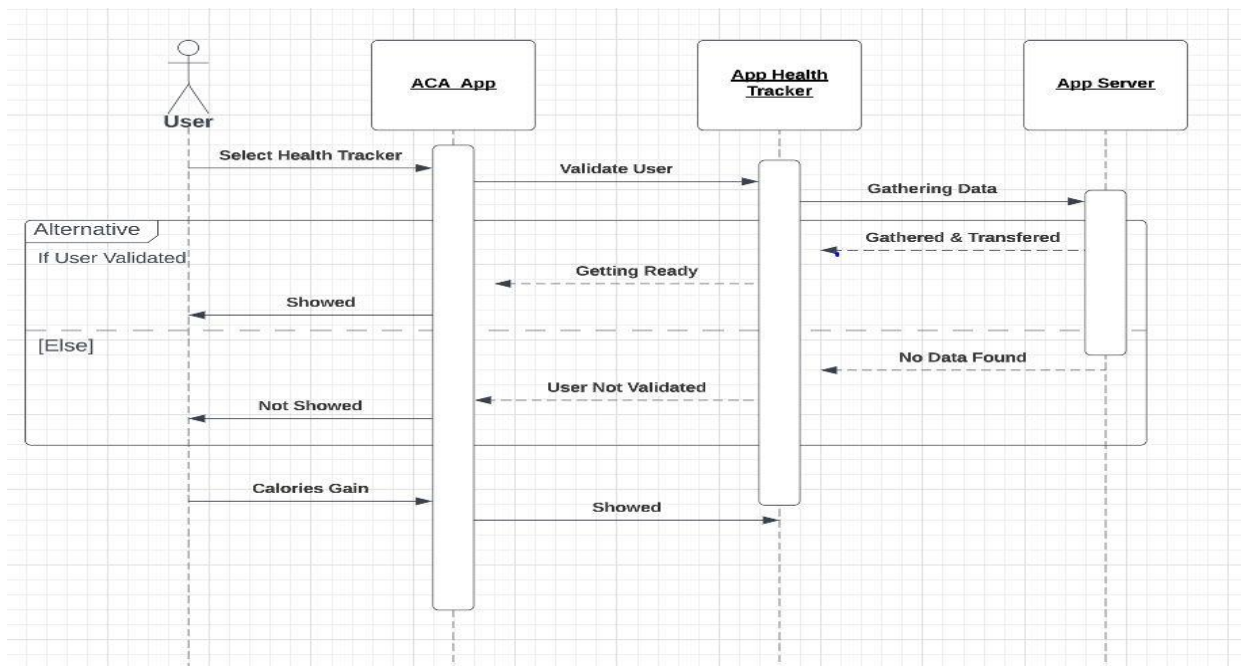 User
ACA App
App Health
Tracker
App Server
Select Health Tracker
Validate User
Gathering Data
Alternative
If User Validated
Gathered & Transfered
Getting Ready
Showed
[Else]
No Data Found
User Not Validated
Not Showed
Calories Gain
Showed